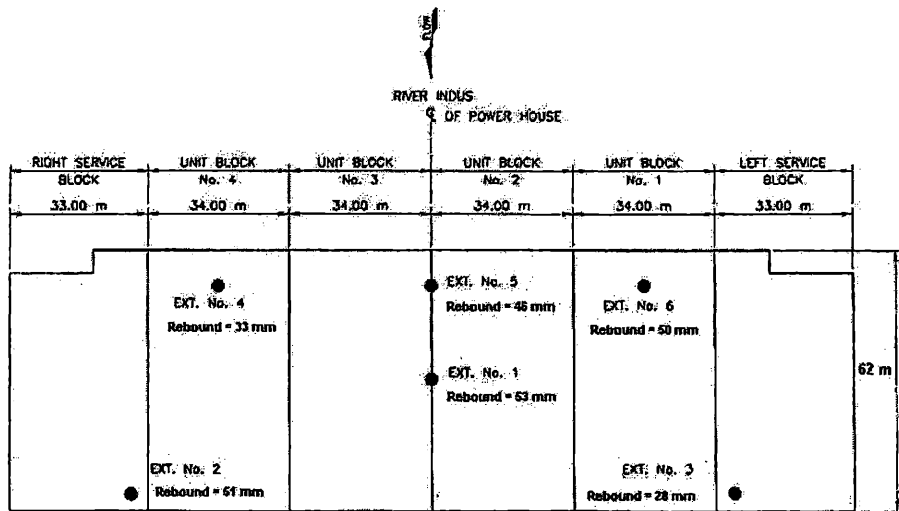 FLOW
RIVER INDUS
℄ OF POWER HOUSE
RIGHT SERVICE BLOCK
33.00 m
UNIT BLOCK No. 4
34.00 m
UNIT BLOCK No. 3
34.00 m
UNIT BLOCK No. 2
34.00 m
UNIT BLOCK No. 1
34.00 m
LEFT SERVICE BLOCK
33.00 m
EXT. No. 4
Rebound = 33 mm
EXT. No. 5
Rebound = 46 mm
EXT. No. 6
Rebound = 50 mm
EXT. No. 1
Rebound = 53 mm
62 m
EXT. No. 2
Rebound = 51 mm
EXT. No. 3
Rebound = 28 mm